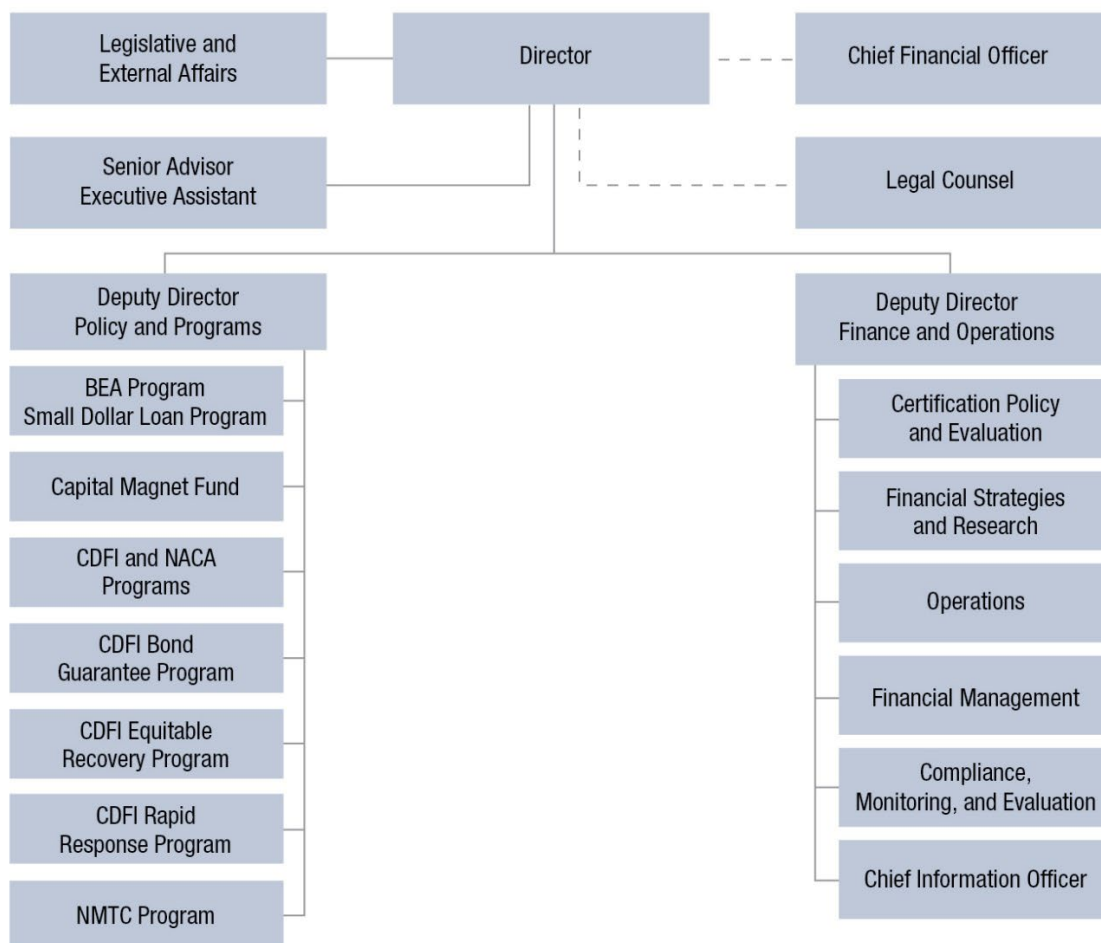 Legislative and
External Affairs
Director
Chief Financial Officer
Senior Advisor
Executive Assistant
Legal Counsel
Deputy Director
Policy and Programs
BEA Program
Small Dollar Loan Program
Capital Magnet Fund
CDFI and NACA
Programs
CDFI Bond
Guarantee Program
CDFI Equitable
Recovery Program
CDFI Rapid
Response Program
NMTC Program
Deputy Director
Finance and Operations
Certification Policy
and Evaluation
Financial Strategies
and Research
Operations
Financial Management
Compliance,
Monitoring, and Evaluation
Chief Information Officer